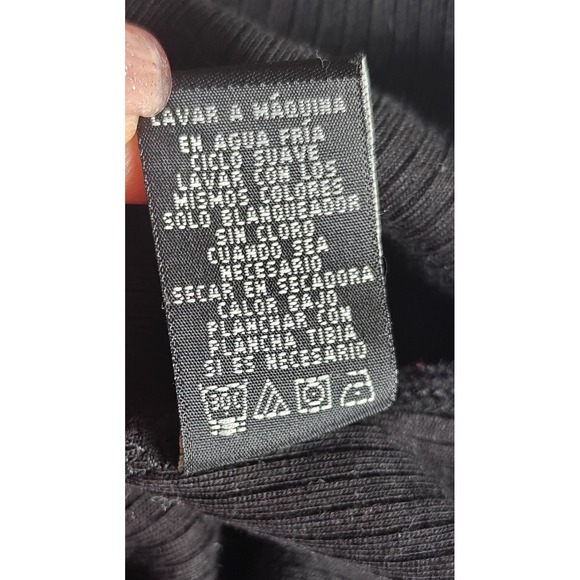 LAVAR A MÁQUINA
EN AGUA FRÍA
CICLO SUAVE
LAVAR CON LOS
MISMOS COLORES
SOLO BLANQUEADOR
SIN CLORO
CUANDO SEA
NECESARIO
SECAR EN SECADORA
CALOR BAJO
PLANCHAR CON
PLANCHA TIBIA
SI ES NECESARIO